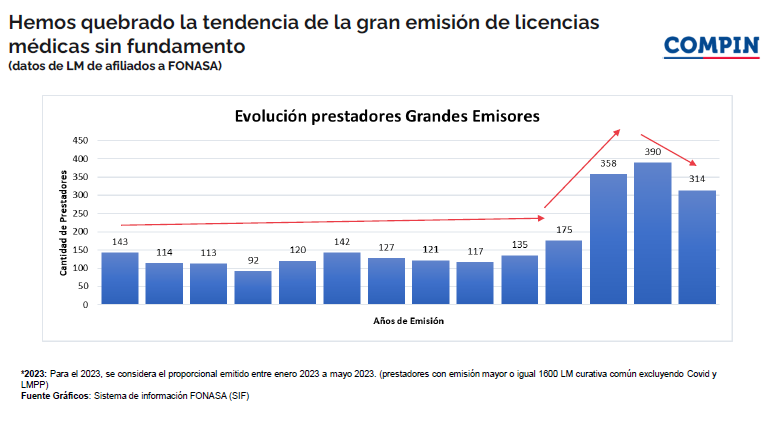 Hemos quebrado la tendencia de la gran emisión de licencias
médicas sin fundamento
(datos de LM de afiliados a FONASA)
COMPIN
Evolución prestadores Grandes Emisores
Cantidad de Prestadores
450
400
350
300
250
200
150
100
50
0
143
114
113
92
120
142
127
121
117
135
175
358
390
314
Años de Emisión
*2023: Para el 2023, se considera el proporcional emitido entre enero 2023 a mayo 2023. (prestadores con emisión mayor o igual 1600 LM curativa común excluyendo Covid y
LMPP)
Fuente Gráficos: Sistema de información FONASA (SIF)